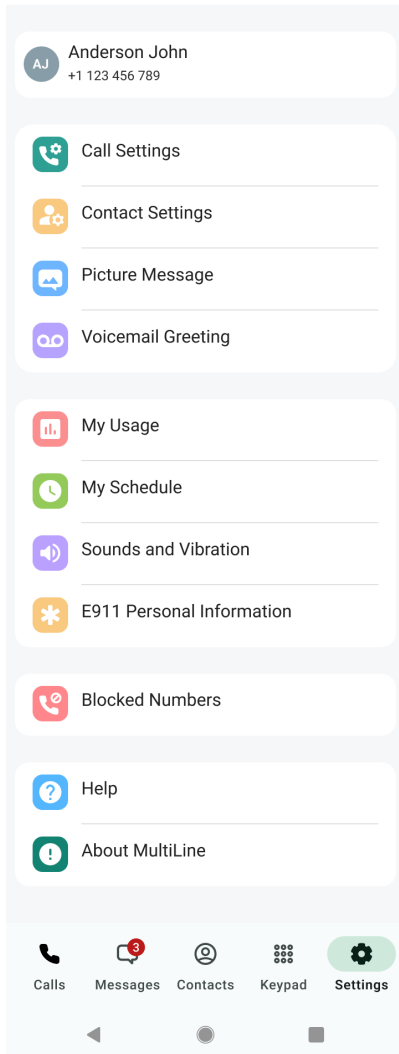 AJ
Anderson John
+1 123 456 789
Call Settings
Contact Settings
Picture Message
Voicemail Greeting
My Usage
My Schedule
Sounds and Vibration
E911 Personal Information
Blocked Numbers
Help
About MultiLine
3
Calls
Messages
Contacts
Keypad
Settings